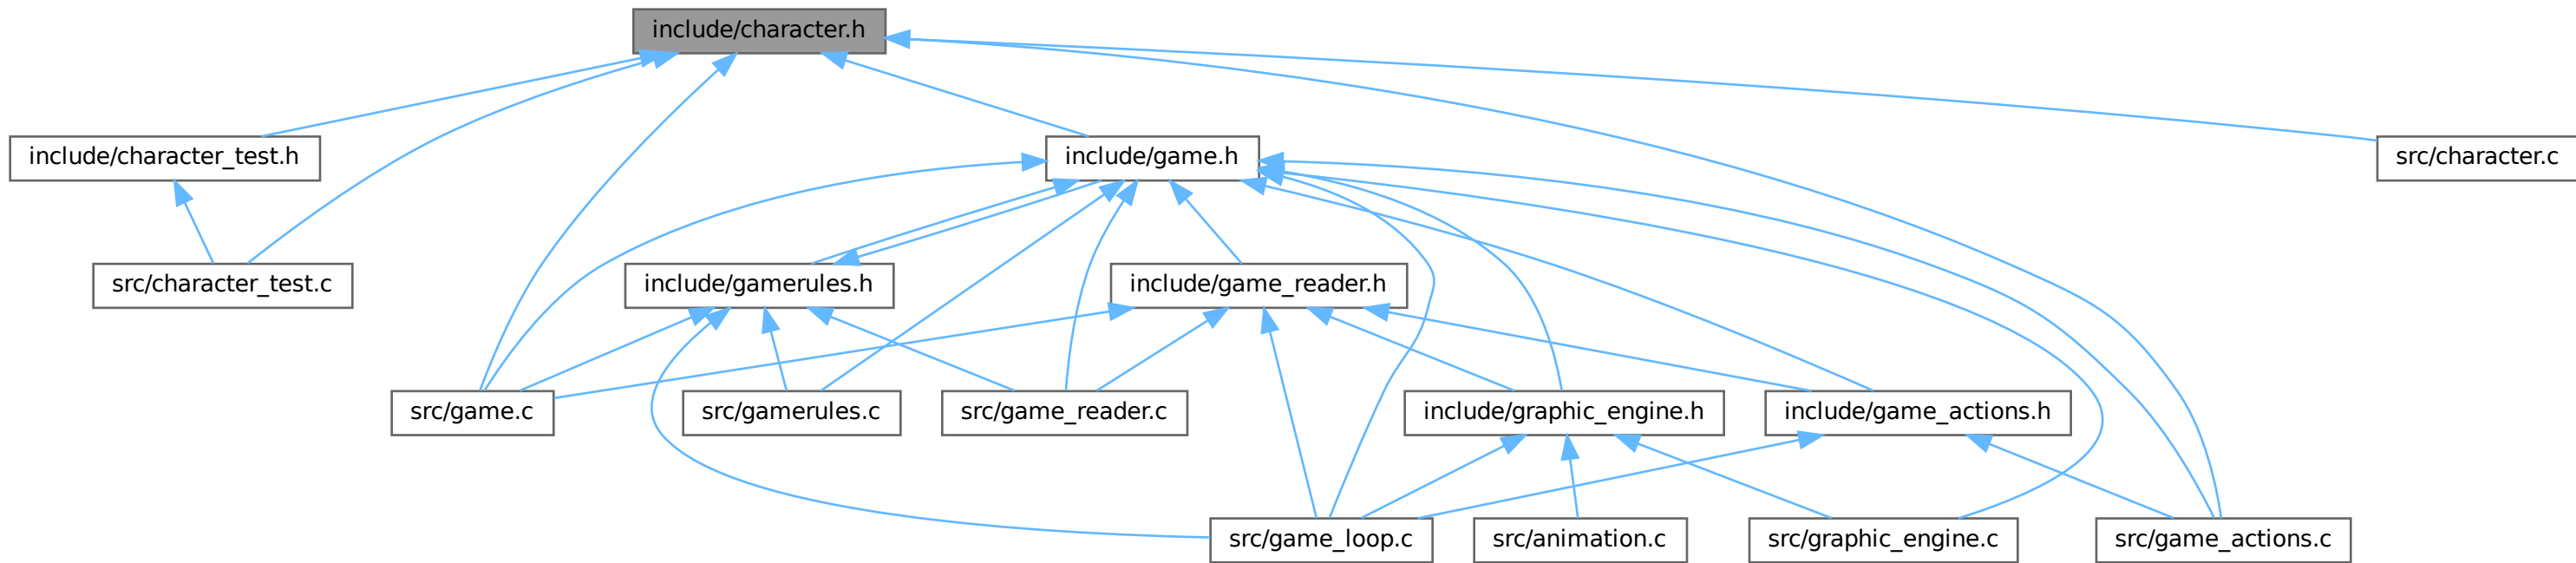 include/character.h
include/character_test.h
include/game.h
src/character.c
src/character_test.c
include/gamerules.h
include/game_reader.h
src/game.c
src/gamerules.c
src/game_reader.c
include/graphic_engine.h
include/game_actions.h
src/game_loop.c
src/animation.c
src/graphic_engine.c
src/game_actions.c